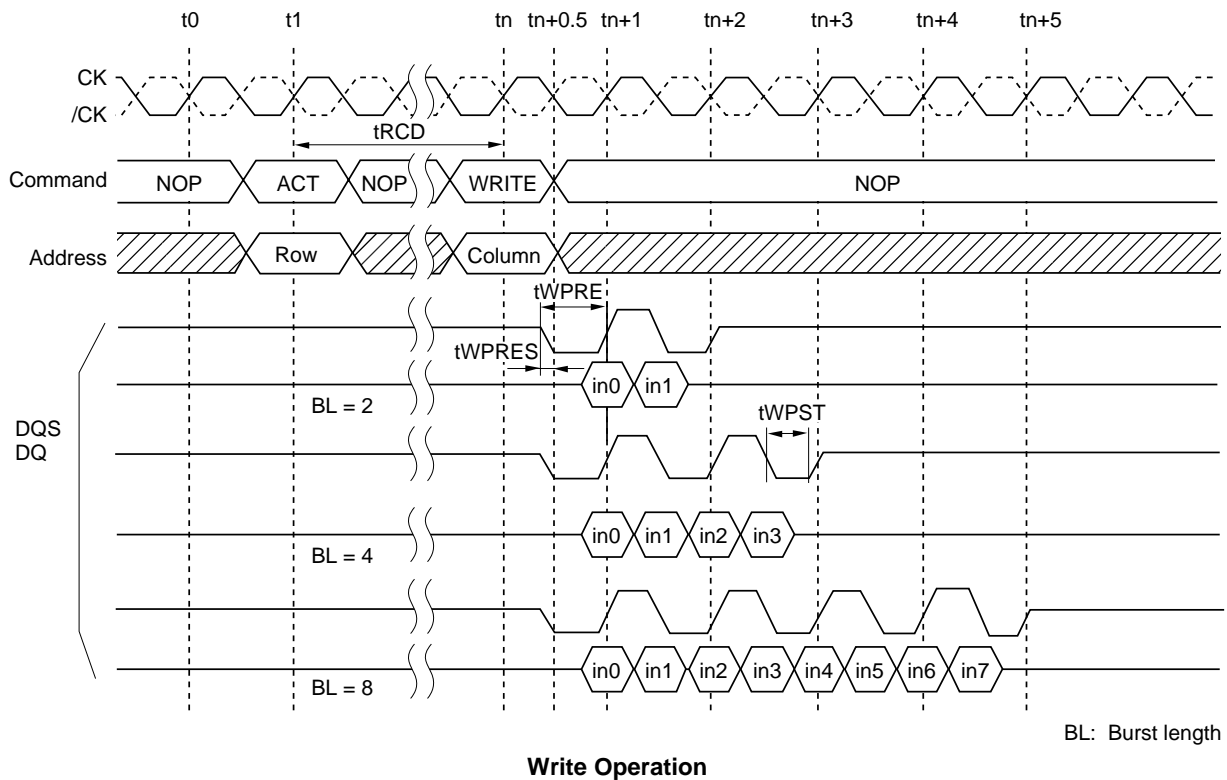 t0 t1 tn tn+0.5 tn+1 tn+2 tn+3 tn+4 tn+5
CK
/CK
tRCD
Command NOP ACT NOP WRITE NOP
Address Row Column
tWPRE
tWPRES
in0 in1
BL = 2
tWPST
DQS
DQ
in0 in1 in2 in3
BL = 4
in0 in1 in2 in3 in4 in5 in6 in7
BL = 8
BL: Burst length
Write Operation